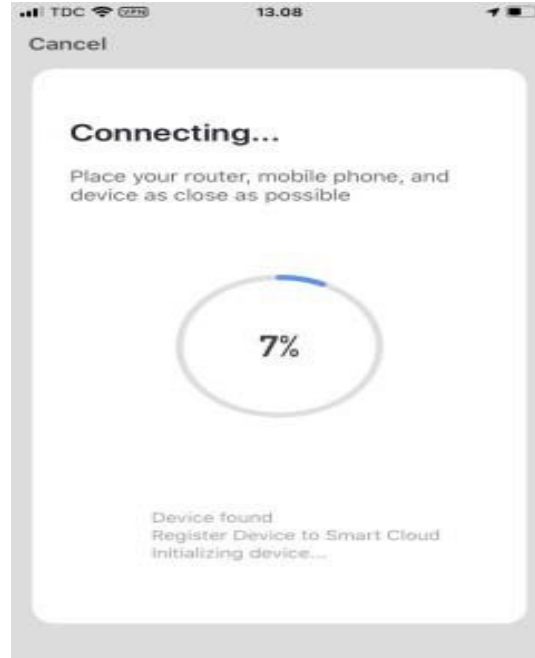 TDC VPN 13.08
Cancel
Connecting...
Place your router, mobile phone, and
device as close as possible
7%
Device found
Register Device to Smart Cloud
Initializing device...